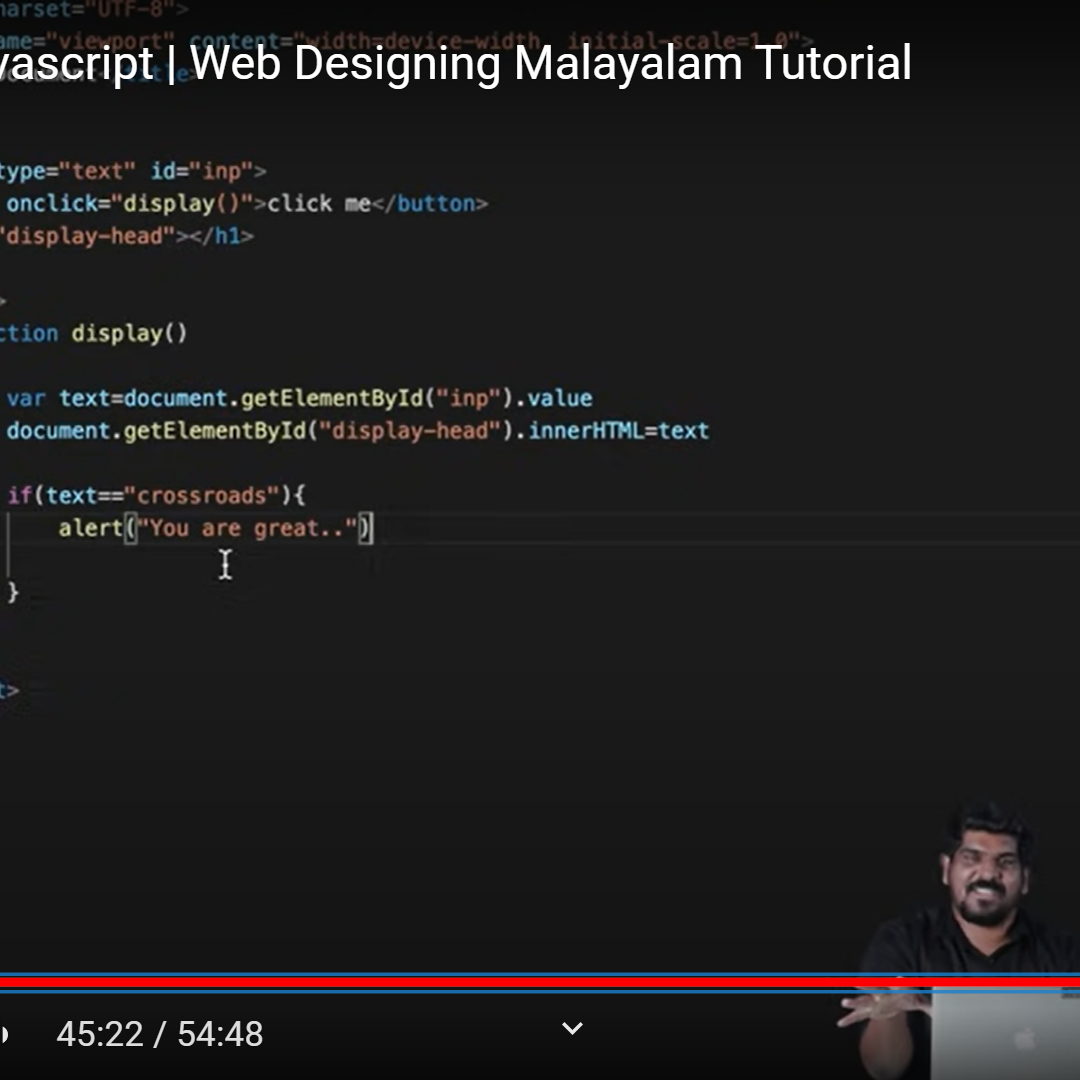 harset="UTF-8">
ame="viewport" content="width=device-width, initial-scale=1.0">
vascript | Web Designing Malayalam Tutorial
type="text" id="inp">
onclick="display()">click me</button>
"display-head"></h1>
>
ction display()
var text=document.getElementById("inp").value
document.getElementById("display-head").innerHTML=text
if(text=="crossroads"){
alert("You are great..")
}
t>
45:22 / 54:48